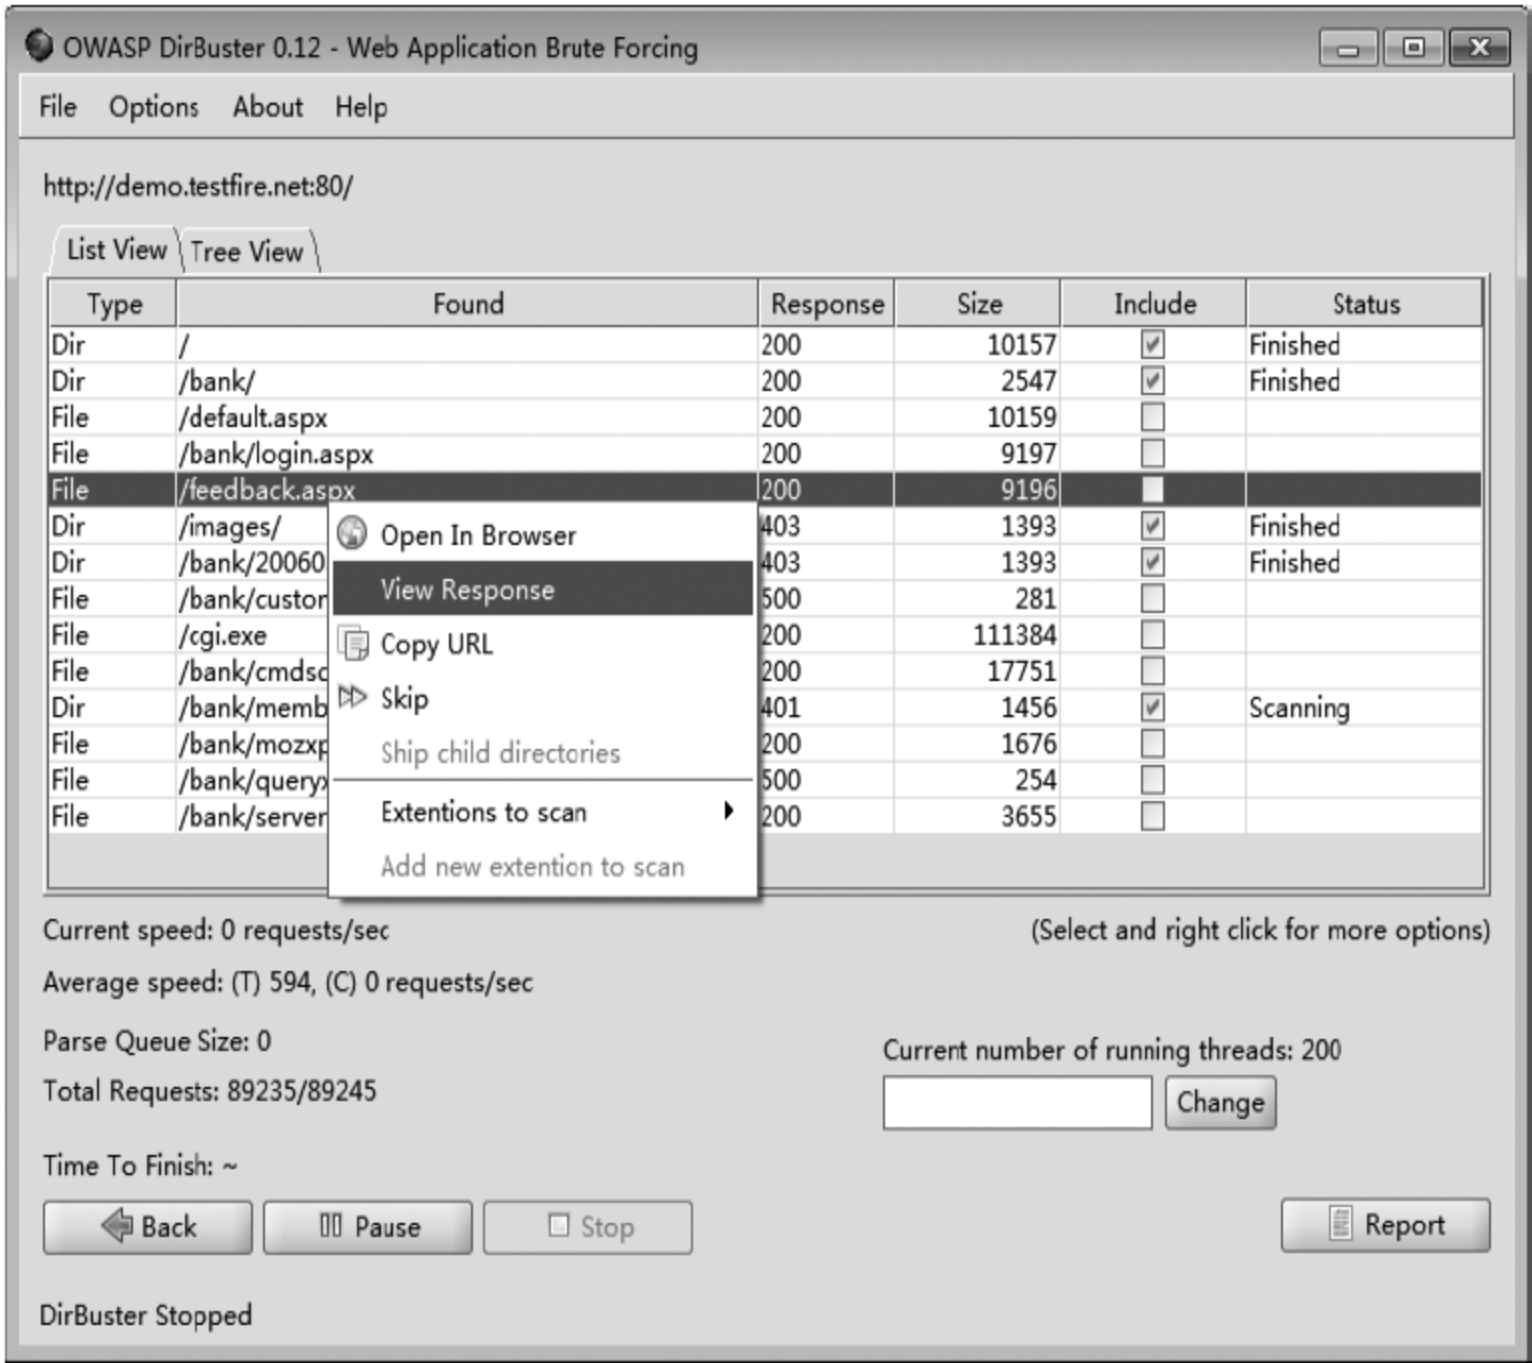 OWASP DirBuster 0.12 - Web Application Brute Forcing
File Options About Help
http://demo.testfire.net:80/
List View Tree View
Type Found Response Size Include Status
Dir / 200 10157 Finished
Dir /bank/ 200 2547 Finished
File /default.aspx 200 10159
File /bank/login.aspx 200 9197
File /feedback.aspx 200 9196
Dir /images/ 403 1393 Finished
Dir /bank/20060 403 1393 Finished
File /bank/custor 500 281
File /cgi.exe 200 111384
File /bank/cmdsc 200 17751
Dir /bank/memb 401 1456 Scanning
File /bank/mozxp 200 1676
File /bank/queryx 500 254
File /bank/server 200 3655
Open In Browser
View Response
Copy URL
Skip
Ship child directories
Extentions to scan
Add new extention to scan
Current speed: 0 requests/sec (Select and right click for more options)
Average speed: (T) 594, (C) 0 requests/sec
Parse Queue Size: 0
Current number of running threads: 200
Total Requests: 89235/89245
Change
Time To Finish: ~
Back Pause Stop Report
DirBuster Stopped